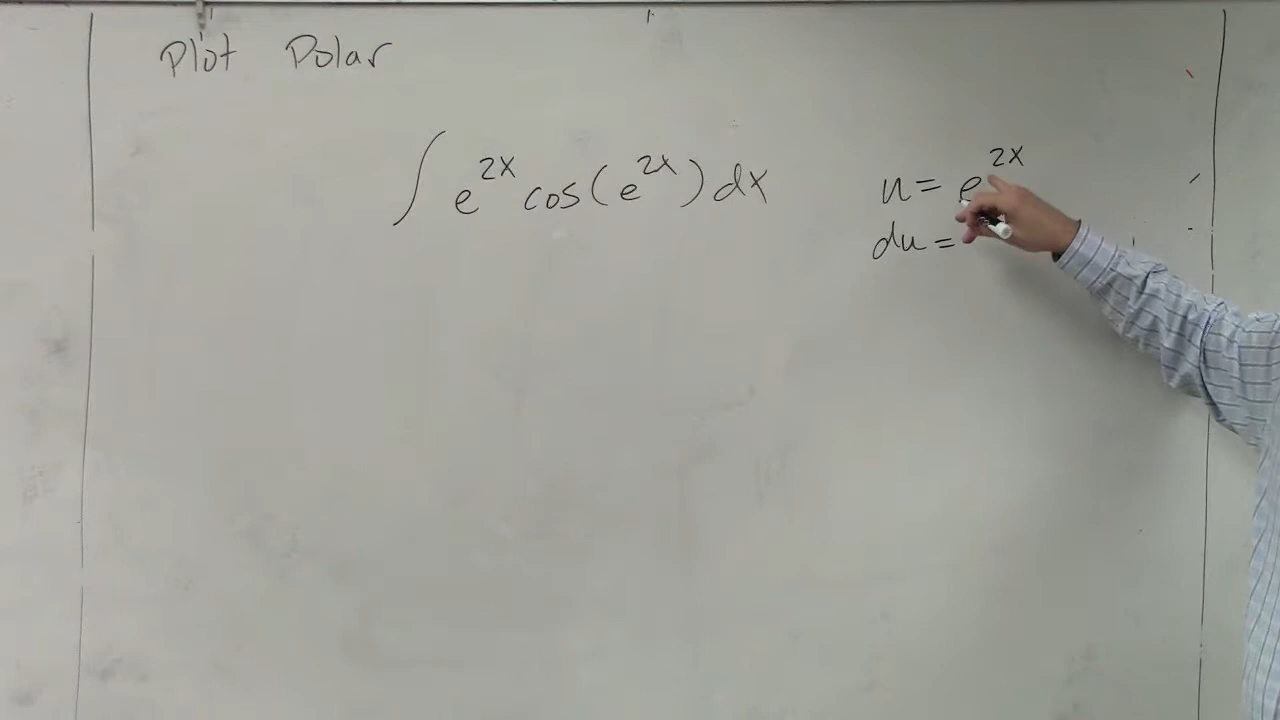 Plot Polar
∫ e^{2x} cos(e^{2x}) dx
u = e^{2x}
du =